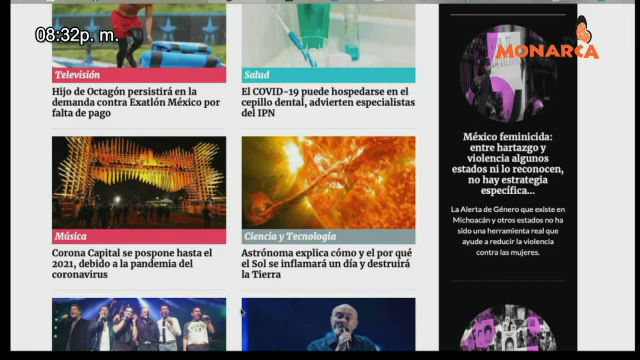 08:32p. m.
MONARCA
Televisión
Hijo de Octagón persistirá en la
demanda contra Exatlón México por
falta de pago
Salud
El COVID-19 puede hospedarse en el
cepillo dental, advierten especialistas
del IPN
Música
Corona Capital se pospone hasta el
2021, debido a la pandemia del
coronavirus
Ciencia y Tecnología
Astrónoma explica cómo y el por qué
el Sol se inflamará un día y destruirá
la Tierra
México feminicida:
entre hartazgo y
violencia algunos
estados ni lo reconocen,
no hay estrategia
específica...
La Alerta de Género que existe en
Michoacán y otros estados no ha
sido una herramienta real que
ayude a reducir la violencia
contra las mujeres.